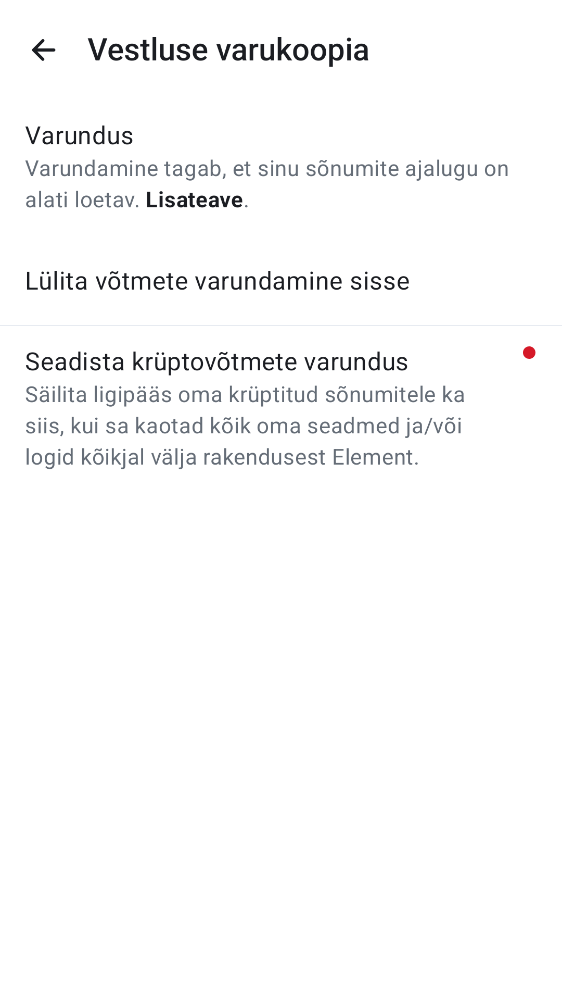 Vestluse varukoopia
Varundus
Varundamine tagab, et sinu sõnumite ajalugu on
alati loetav. Lisateave.
Lülita võtmete varundamine sisse
Seadista krüptovõtmete varundus
Säilita ligipääs oma krüptitud sõnumitele ka
siis, kui sa kaotad kõik oma seadmed ja/või
logid kõikjal välja rakendusest Element.